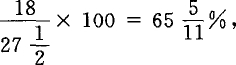 18 / 27 1/2 × 100 = 65 5/11 %,